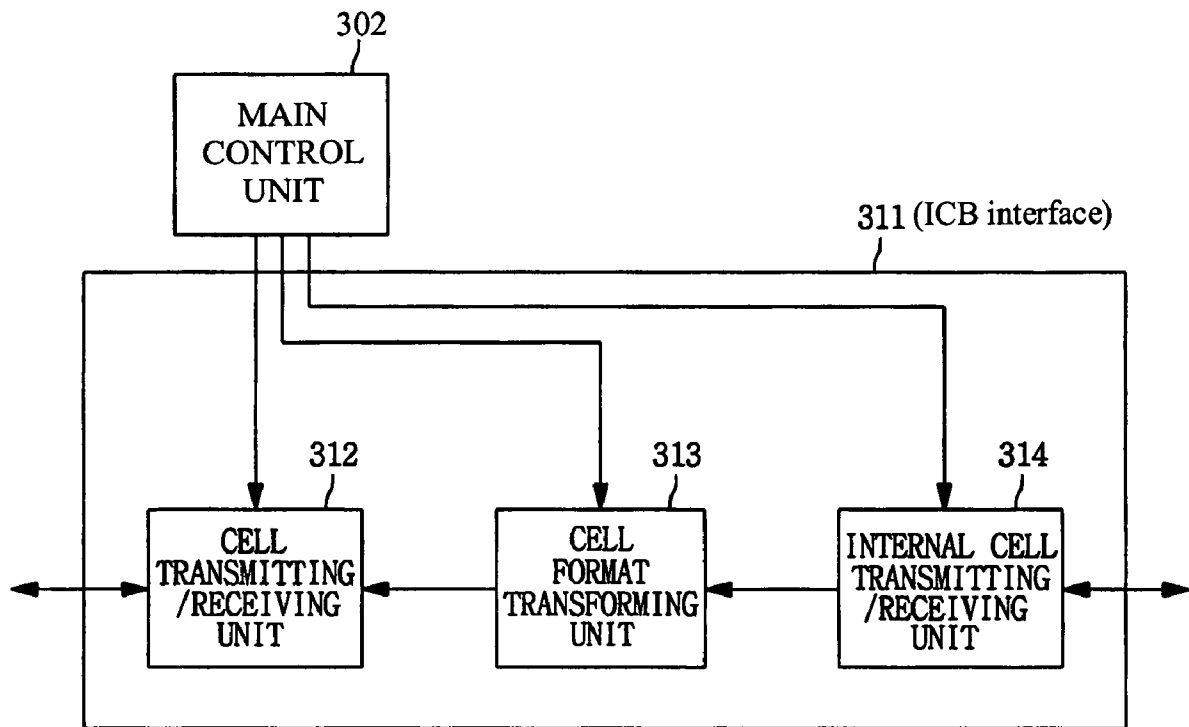 302
MAIN
CONTROL
UNIT
311 (ICB interface)
312
313
314
CELL
TRANSMITTING
/RECEIVING
UNIT
CELL
FORMAT
TRANSFORMING
UNIT
INTERNAL CELL
TRANSMITTING
/RECEIVING
UNIT